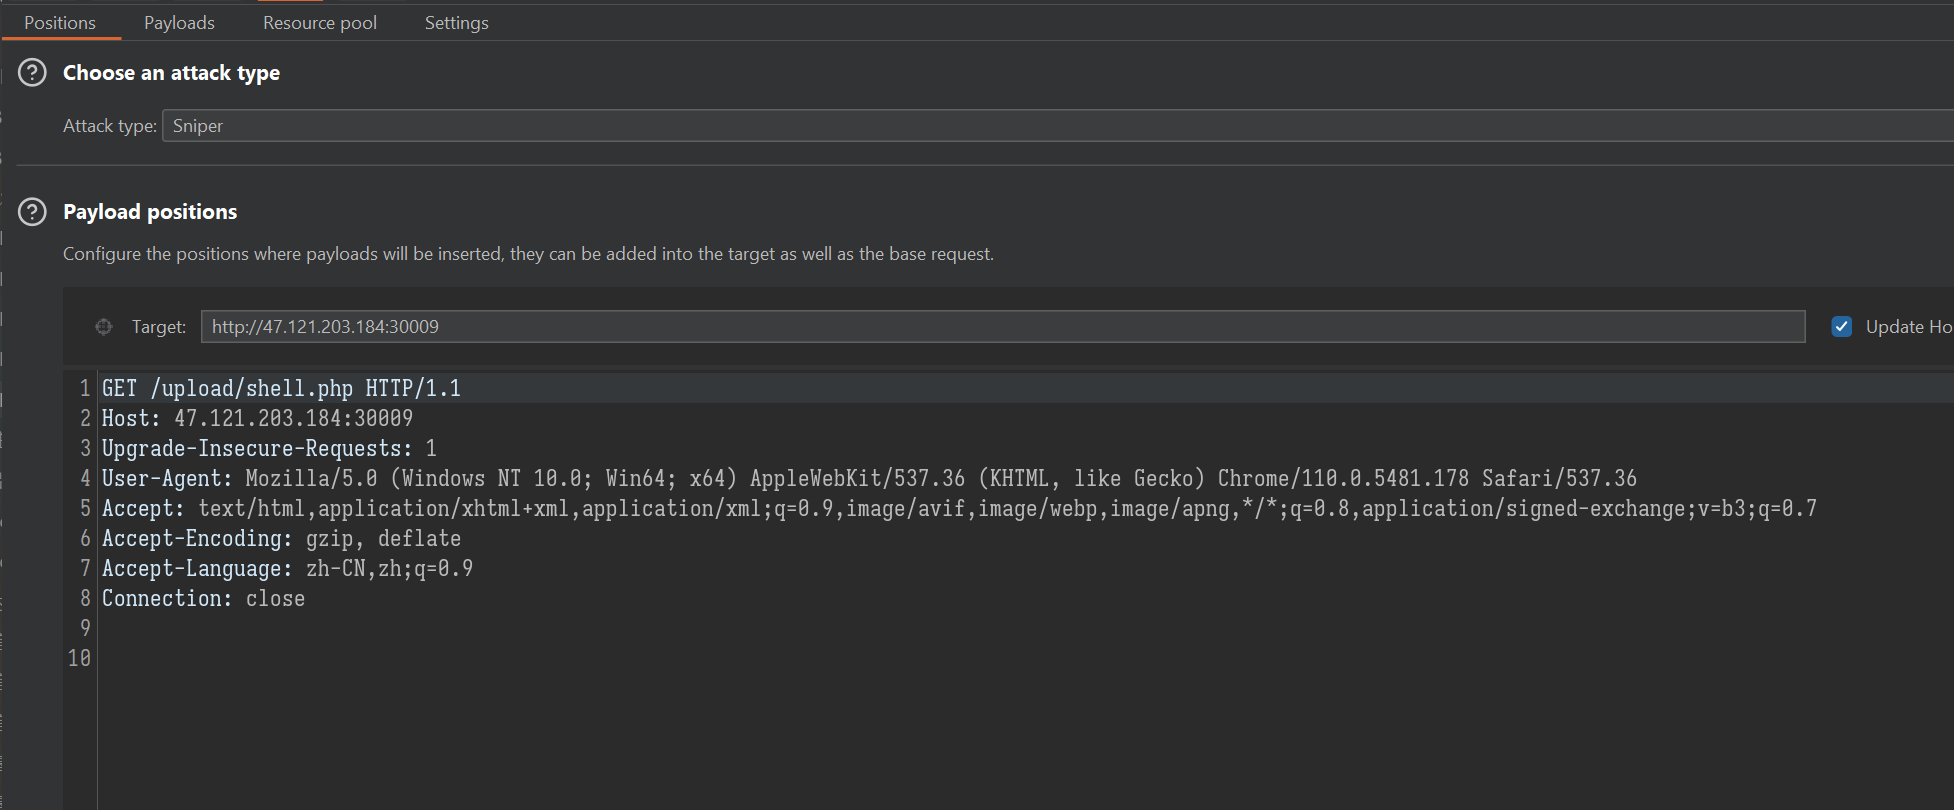 Positions Payloads Resource pool Settings
Choose an attack type
Attack type: Sniper
Payload positions
Configure the positions where payloads will be inserted, they can be added into the target as well as the base request.
Target: http://47.121.203.184:30009 Update Ho
1 GET /upload/shell.php HTTP/1.1
2 Host: 47.121.203.184:30009
3 Upgrade-Insecure-Requests: 1
4 User-Agent: Mozilla/5.0 (Windows NT 10.0; Win64; x64) AppleWebKit/537.36 (KHTML, like Gecko) Chrome/110.0.5481.178 Safari/537.36
5 Accept: text/html,application/xhtml+xml,application/xml;q=0.9,image/avif,image/webp,image/apng,*/*;q=0.8,application/signed-exchange;v=b3;q=0.7
6 Accept-Encoding: gzip, deflate
7 Accept-Language: zh-CN,zh;q=0.9
8 Connection: close
9
10